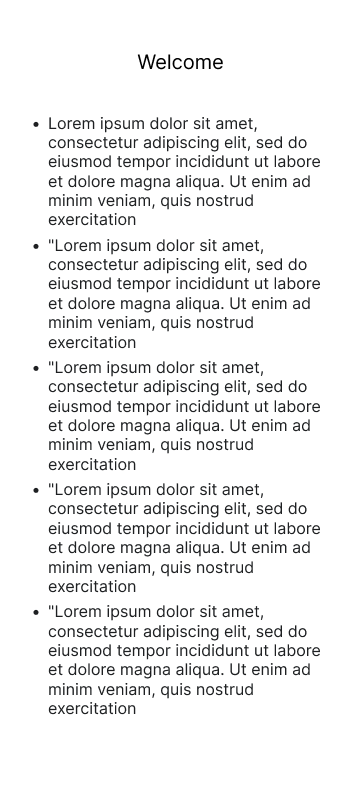 Welcome
• Lorem ipsum dolor sit amet,
consectetur adipiscing elit, sed do
eiusmod tempor incididunt ut labore
et dolore magna aliqua. Ut enim ad
minim veniam, quis nostrud
exercitation
• "Lorem ipsum dolor sit amet,
consectetur adipiscing elit, sed do
eiusmod tempor incididunt ut labore
et dolore magna aliqua. Ut enim ad
minim veniam, quis nostrud
exercitation
• "Lorem ipsum dolor sit amet,
consectetur adipiscing elit, sed do
eiusmod tempor incididunt ut labore
et dolore magna aliqua. Ut enim ad
minim veniam, quis nostrud
exercitation
• "Lorem ipsum dolor sit amet,
consectetur adipiscing elit, sed do
eiusmod tempor incididunt ut labore
et dolore magna aliqua. Ut enim ad
minim veniam, quis nostrud
exercitation
• "Lorem ipsum dolor sit amet,
consectetur adipiscing elit, sed do
eiusmod tempor incididunt ut labore
et dolore magna aliqua. Ut enim ad
minim veniam, quis nostrud
exercitation